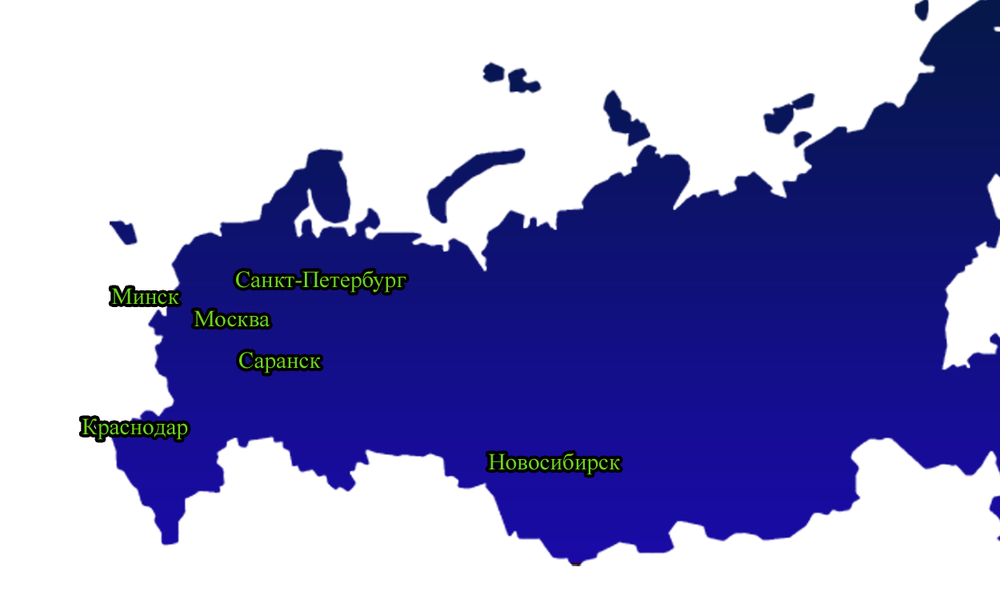 Санкт-Петербург
Минск
Москва
Саранск
Краснодар
Новосибирск